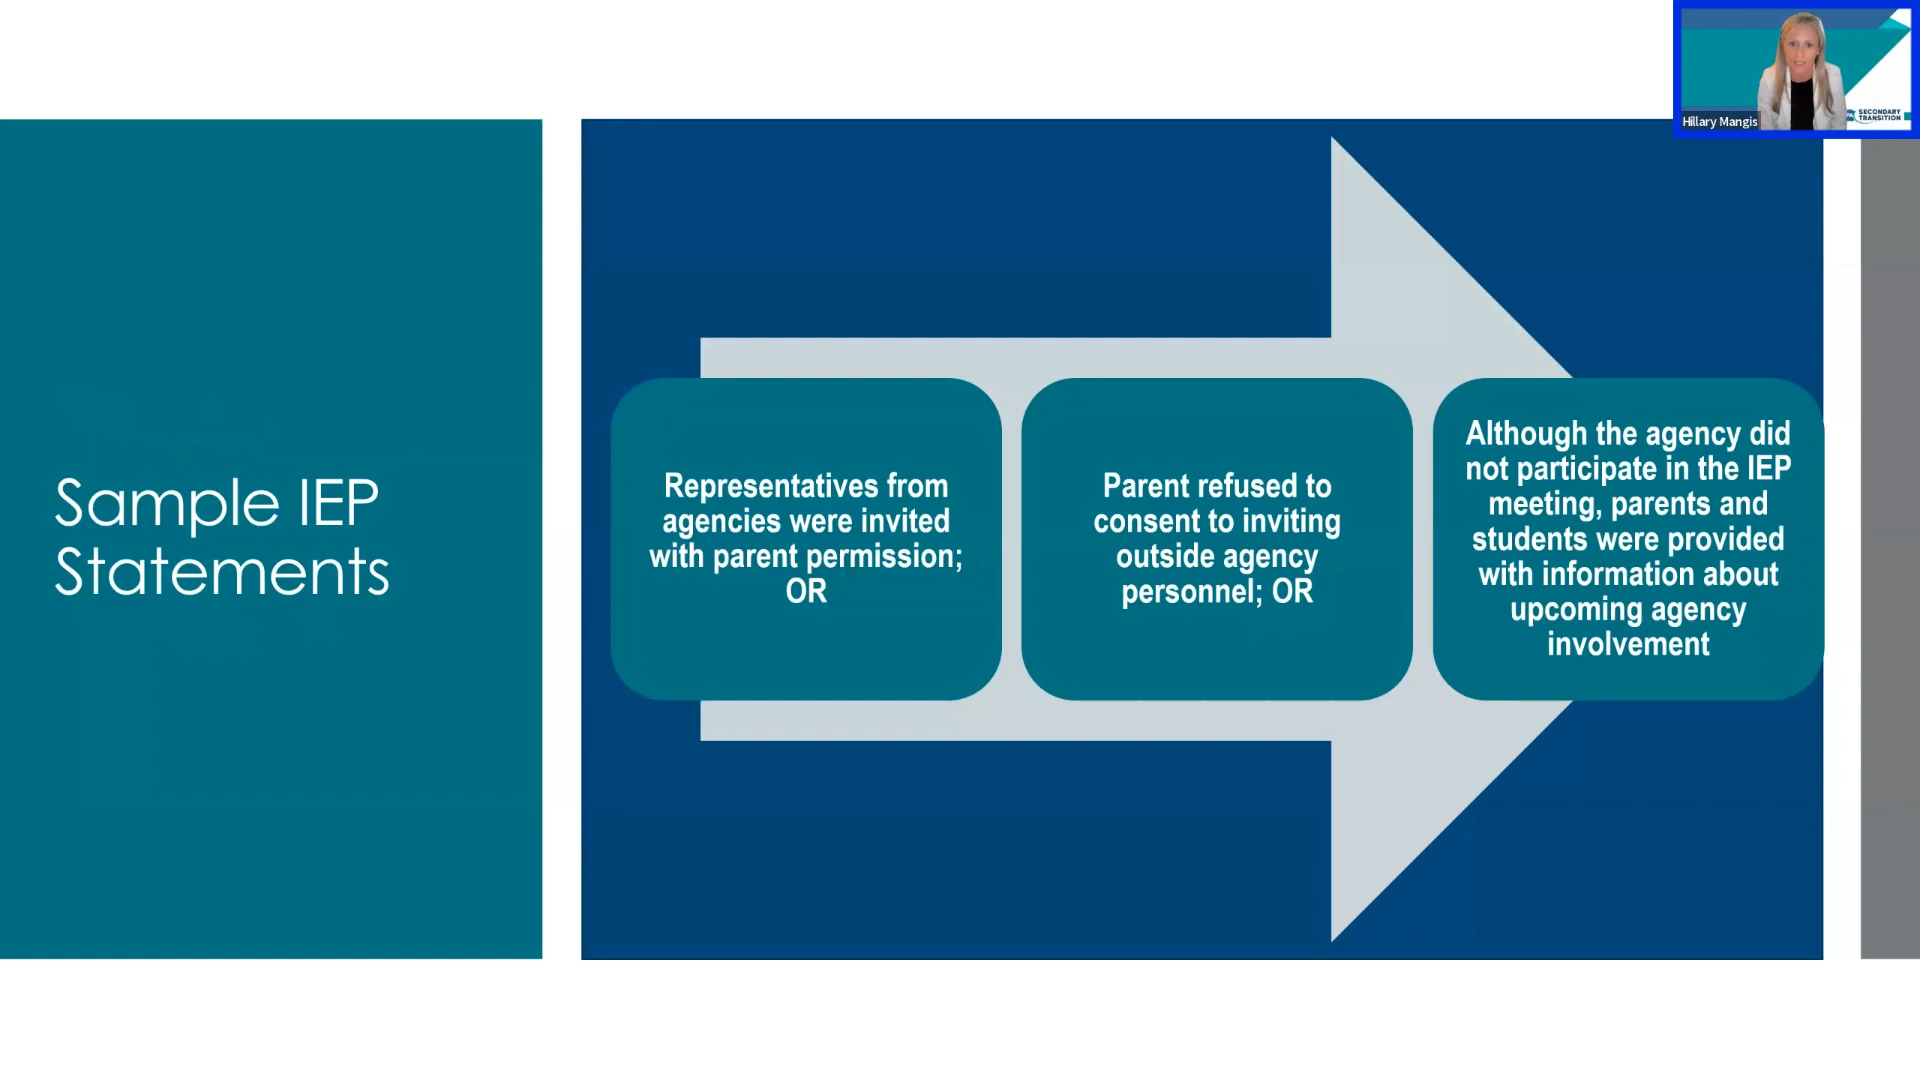 Sample IEP
Statements
Representatives from
agencies were invited
with parent permission;
OR
Parent refused to
consent to inviting
outside agency
personnel; OR
Although the agency did
not participate in the IEP
meeting, parents and
students were provided
with information about
upcoming agency
involvement
Hillary Mangis
SECONDARY
TRANSITION